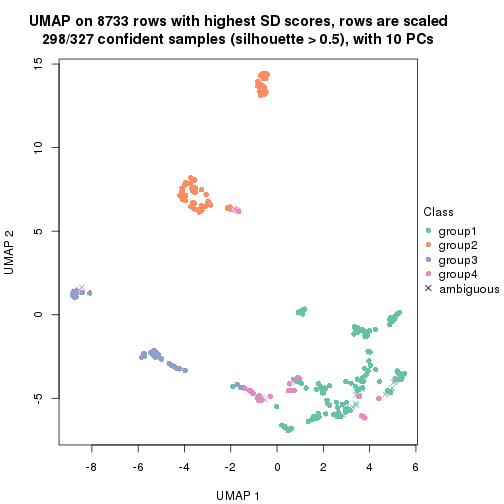 UMAP on 8733 rows with highest SD scores, rows are scaled
298/327 confident samples (silhouette > 0.5), with 10 PCs
15
10
5
0
-5
UMAP 2
-8
-6
-4
-2
0
2
4
6
UMAP 1
Class
group1
group2
group3
group4
ambiguous